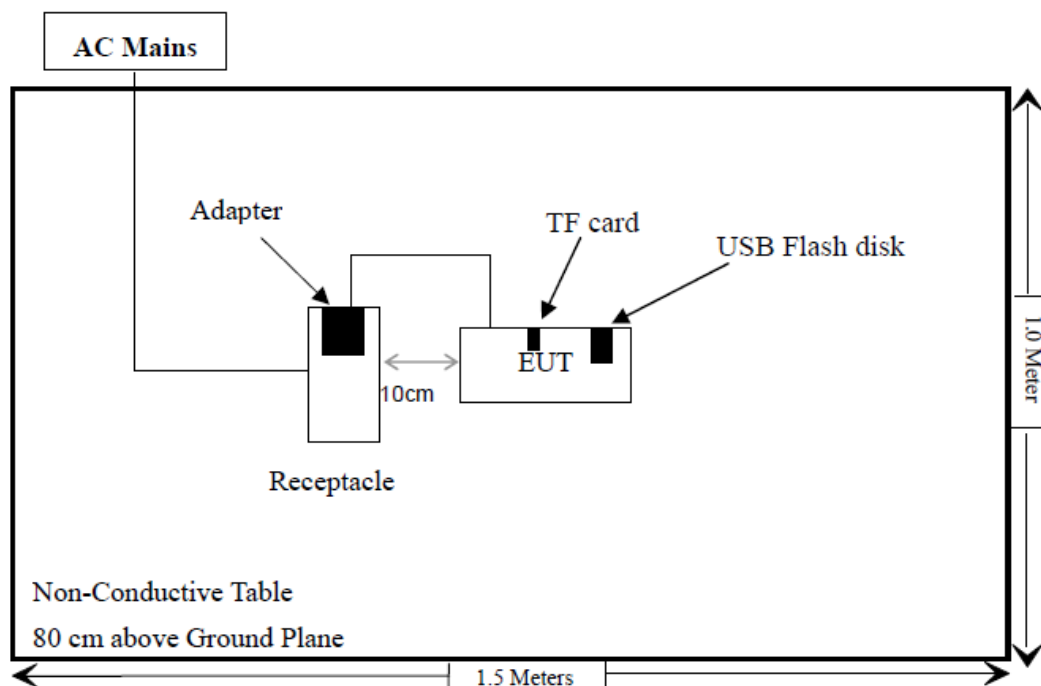 AC Mains
Adapter
TF card
USB Flash disk
EUT
10cm
1.0 Meter
Receptacle
Non-Conductive Table
80 cm above Ground Plane
1.5 Meters